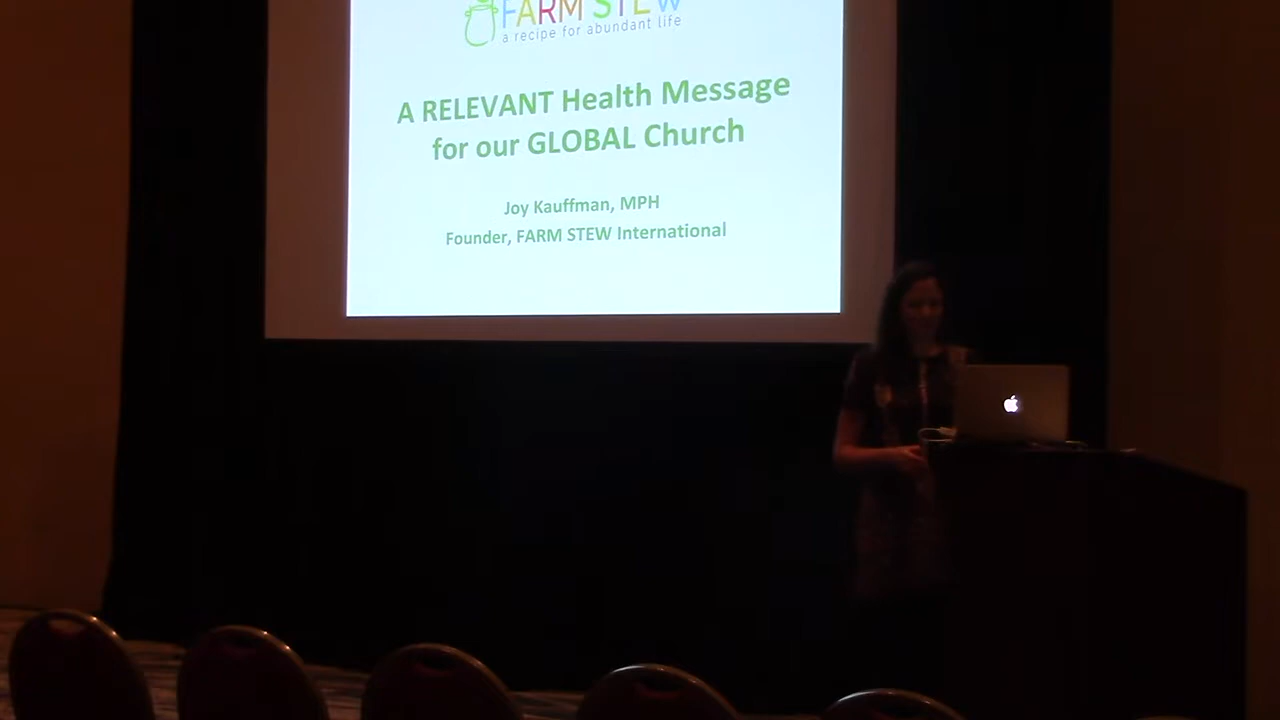 FARM STEW
a recipe for abundant life
A RELEVANT Health Message
for our GLOBAL Church
Joy Kauffman, MPH
Founder, FARM STEW International